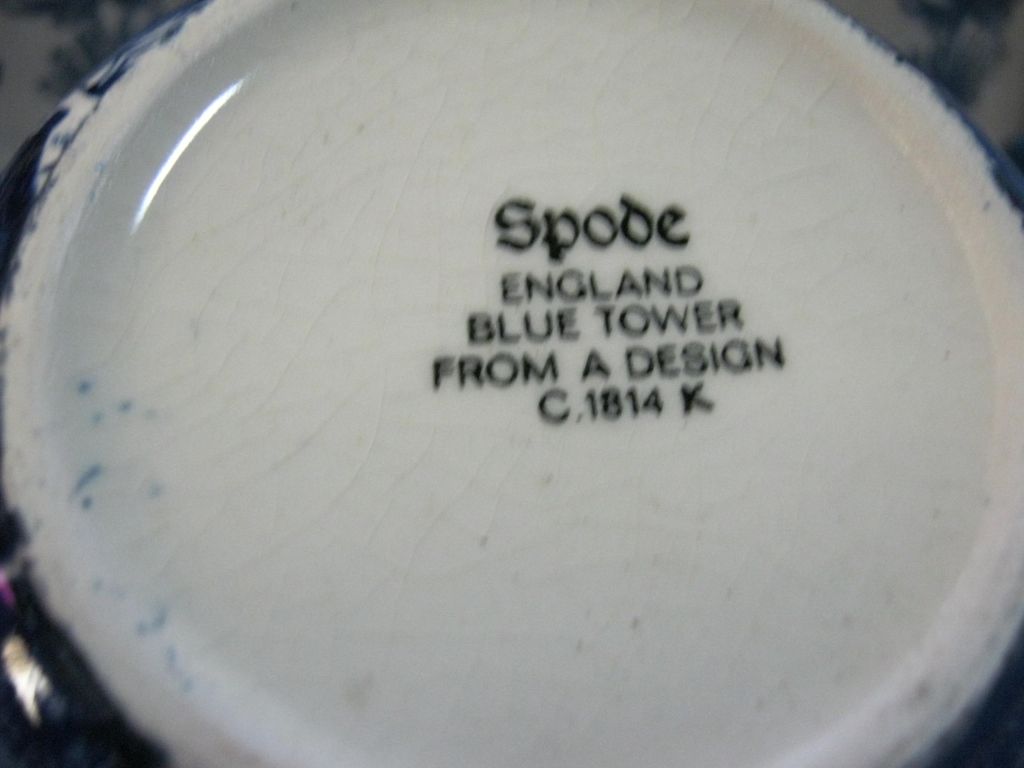 Spode
ENGLAND
BLUE TOWER
FROM A DESIGN
C.1814 K